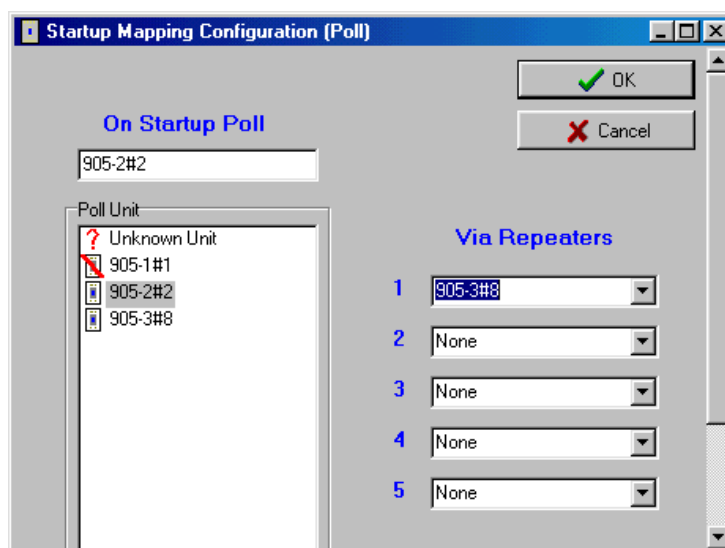 Startup Mapping Configuration (Poll)
OK
Cancel
On Startup Poll
905-2#2
Poll Unit
? Unknown Unit
905-1#1
905-2#2
905-3#8
Via Repeaters
1 905-3#8
2 None
3 None
4 None
5 None